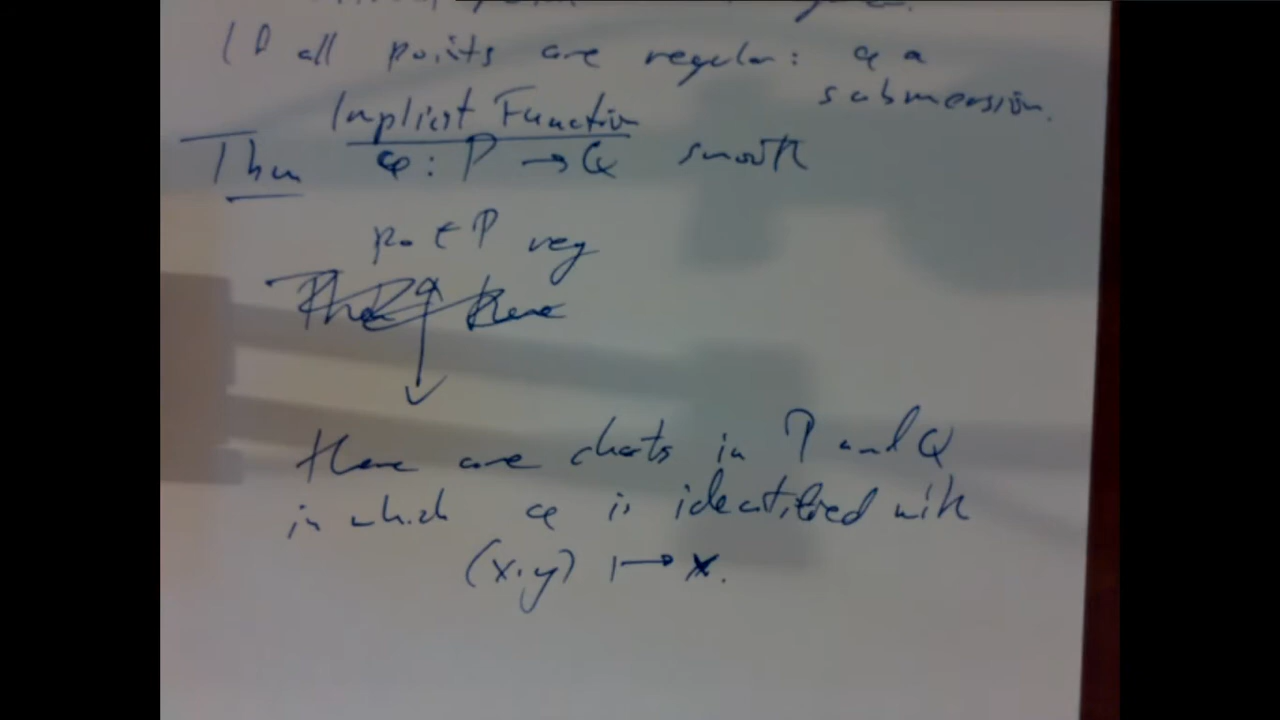 If all points are regular: φ a
submersion.
Implicit Function
Thm φ: P → Q smooth
p₀ ∈ P reg
there are charts in P and Q
in which φ is identified with
(x,y) ↦ x.